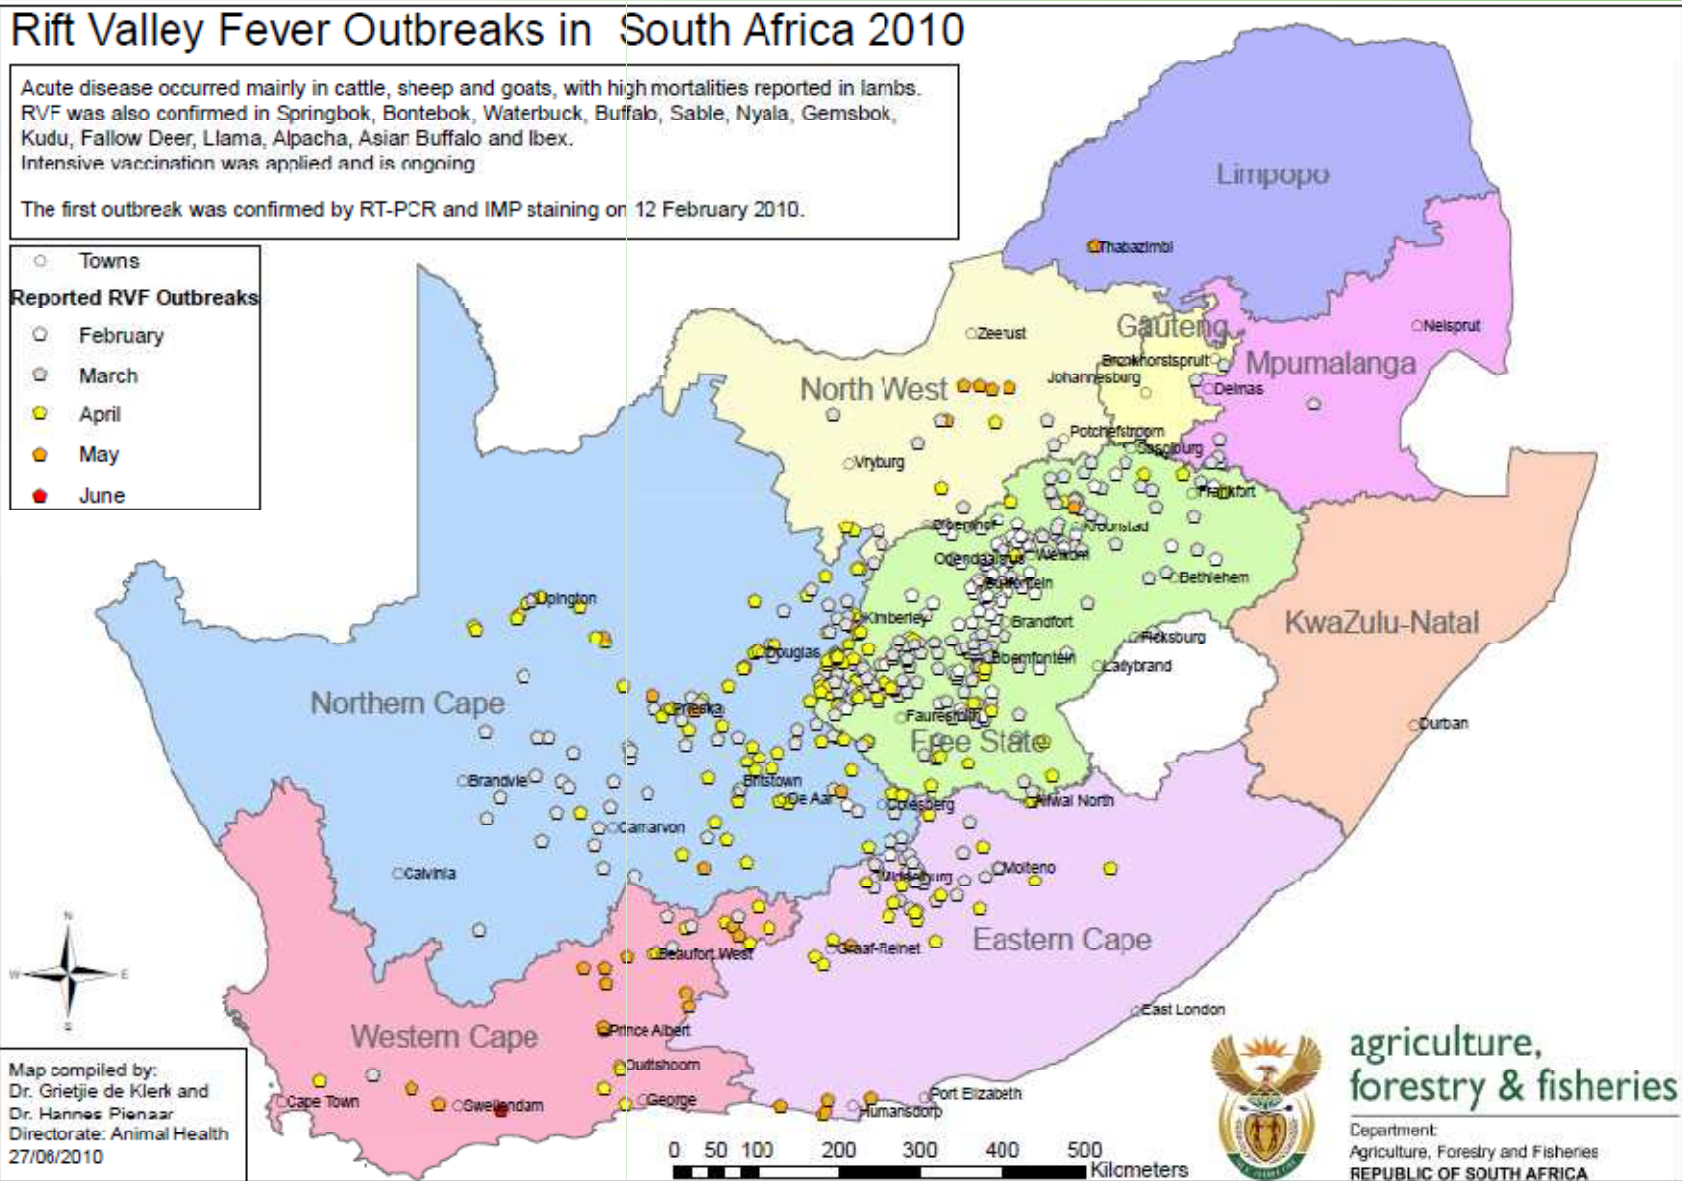 Rift Valley Fever Outbreaks in South Africa 2010
Acute disease occurred mainly in cattle, sheep and goats, with high mortalities reported in lambs.
RVF was also confirmed in Springbok, Bontebok, Waterbuck, Buffalo, Sable, Nyala, Gemsbok,
Kudu, Fallow Deer, Llama, Alpacha, Asian Buffalo and Ibex.
Intensive vaccination was applied and is ongoing
The first outbreak was confirmed by RT-PCR and IMP staining on 12 February 2010.
Towns
Reported RVF Outbreaks
February
March
April
May
June
Limpopo
Thabazimbi
Zeerust
Gauteng
Nelspruit
Bronkhorstspruit
Mpumalanga
Johannesburg
North West
Delmas
Potchefstroom
Sasolburg
Vryburg
Frankfort
Bloemhof
Kroonstad
Odendaalsrus
Welkom
Bultfontein
Bethlehem
Upington
Kimberley
Brandfort
KwaZulu-Natal
Ficksburg
Douglas
Bloemfontein
Ladybrand
Northern Cape
Prieska
Fauresmith
Durban
Free State
Brandvlei
Britstown
De Aar
Colesberg
Aliwal North
Carnarvon
Calvinia
Middelburg
Molteno
N
W
E
S
Beaufort West
Graaf-Reinet
Eastern Cape
East London
Western Cape
Prince Albert
Oudtshoorn
Cape Town
Swellendam
George
Humansdorp
Port Elizabeth
Map compiled by:
Dr. Grietjie de Klerk and
Dr. Hannes Pienaar
Directorate: Animal Health
27/06/2010
0 50 100 200 300 400 500
Kilometers
agriculture,
forestry & fisheries
Department:
Agriculture, Forestry and Fisheries
REPUBLIC OF SOUTH AFRICA